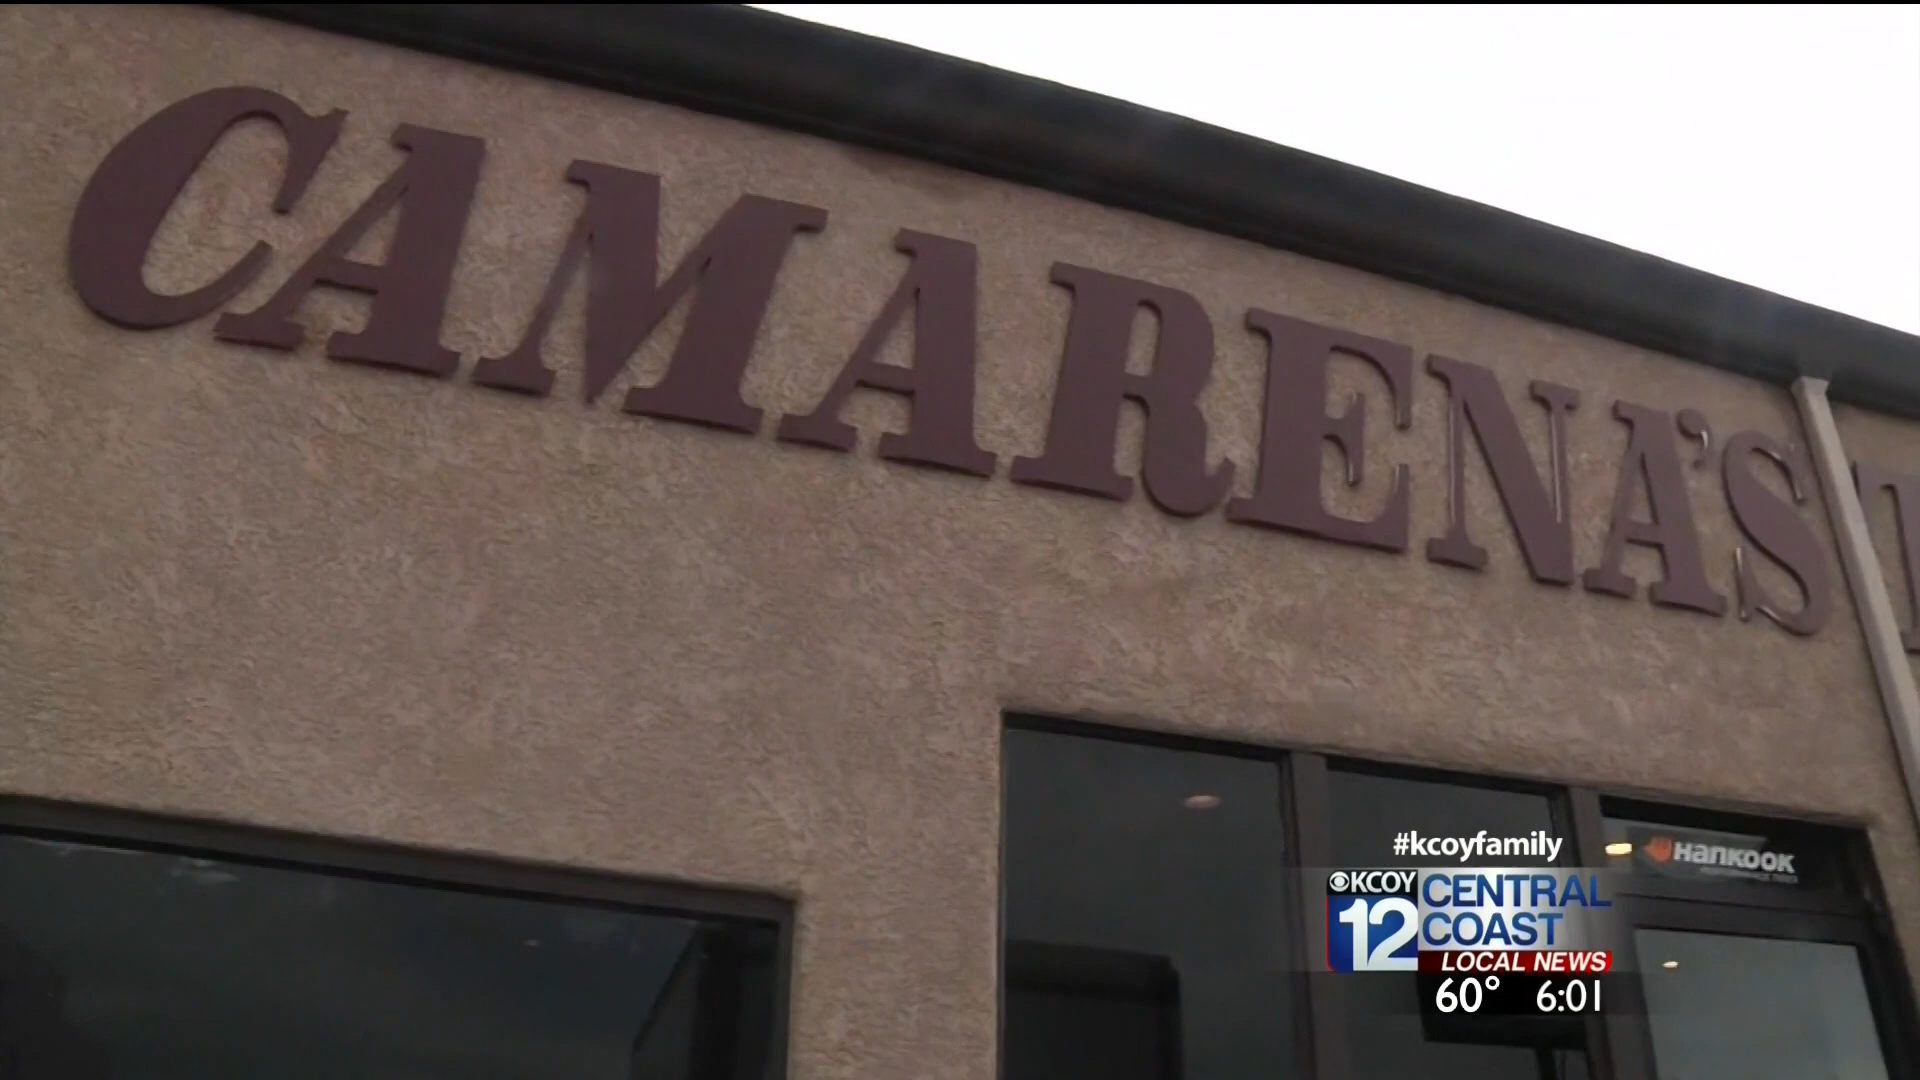 CAMARENA'S T
HANKOOK
#kcoyfamily
KCOY
12
CENTRAL
COAST
LOCAL NEWS
60° 6:01